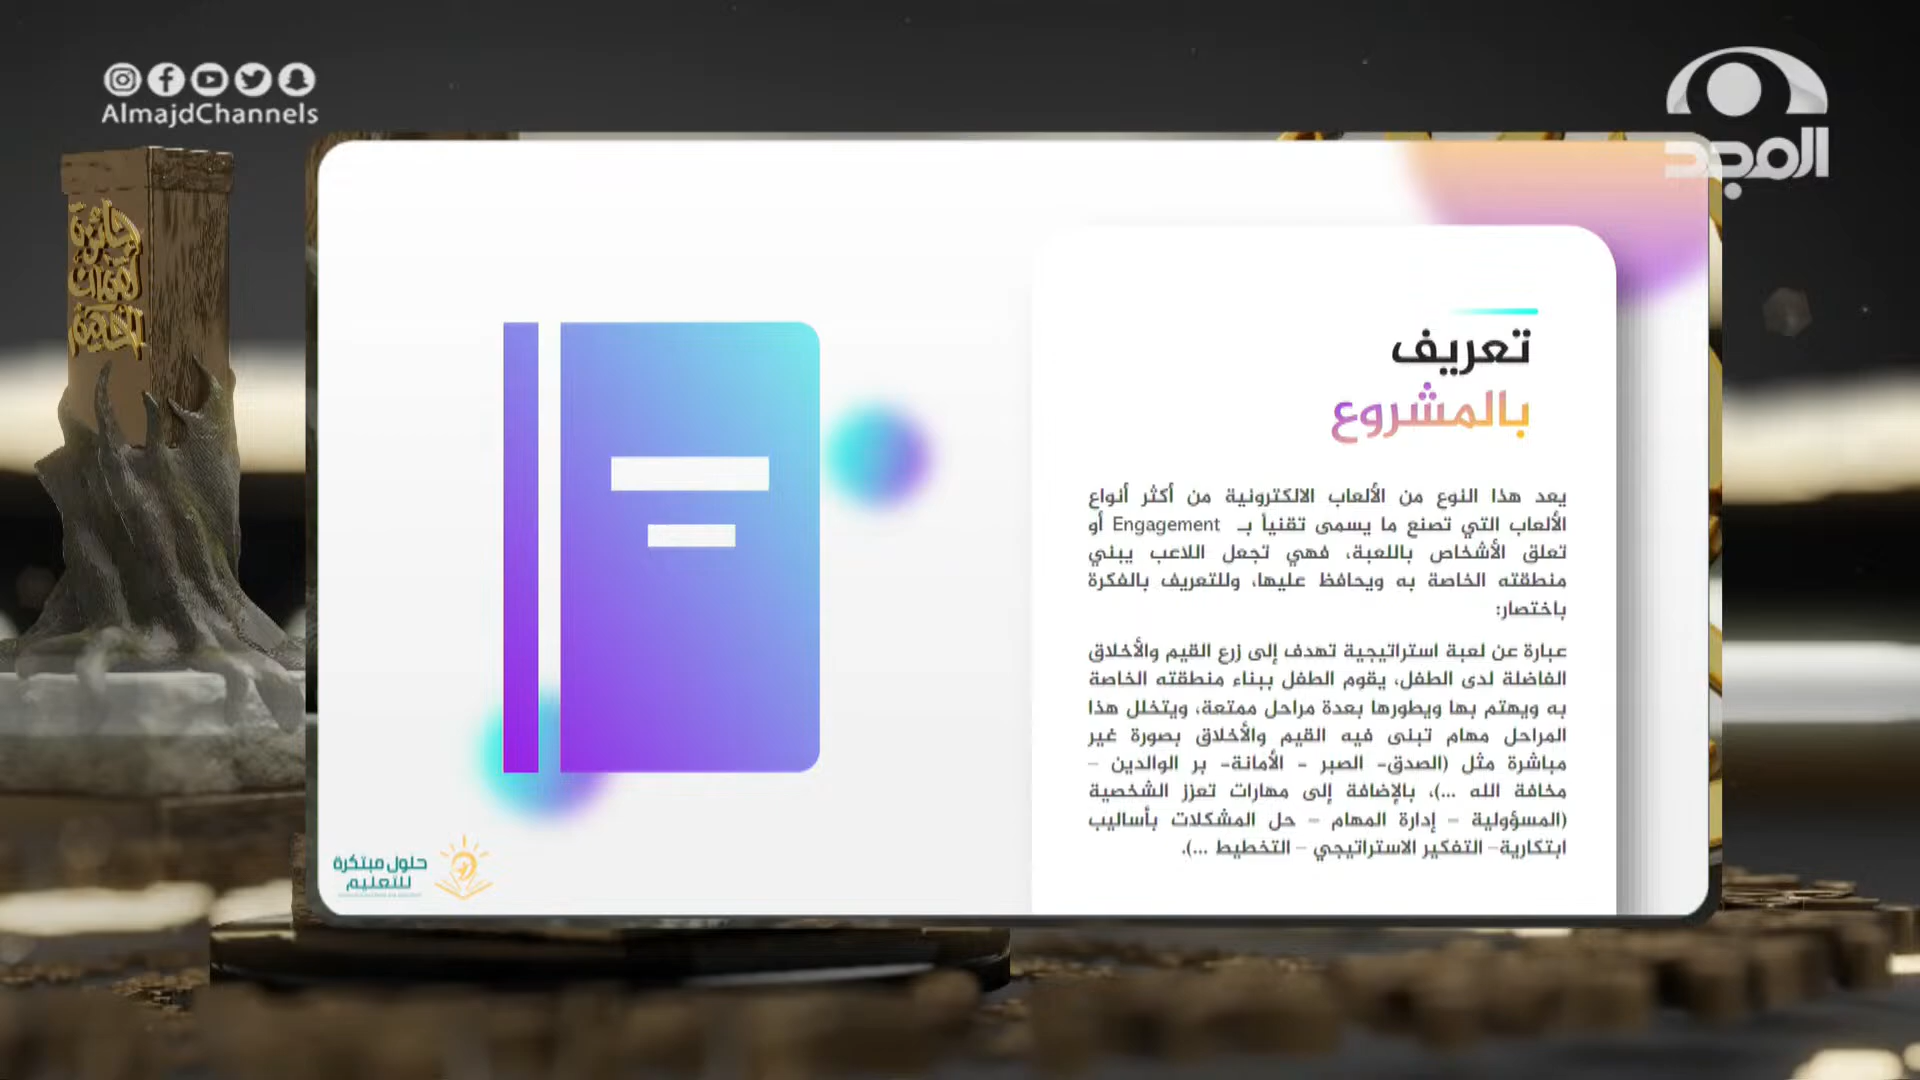 AlmajdChannels
المجد
تعريف
بالمشروع
يعد هذا النوع من الألعاب الالكترونية من أكثر أنواع
الألعاب التي تصنع ما يسمى تقنياً بـ Engagement أو
تعلق الأشخاص باللعبة، فهي تجعل اللاعب يبني
منطقته الخاصة به ويحافظ عليها، وللتعريف بالفكرة
باختصار:
عبارة عن لعبة استراتيجية تهدف إلى زرع القيم والأخلاق
الفاضلة لدى الطفل، يقوم الطفل ببناء منطقته الخاصة
به ويهتم بها ويطورها بعدة مراحل ممتعة، ويتخلل هذا
المراحل مهام تبنى فيه القيم والأخلاق بصورة غير
مباشرة مثل (الصدق- الصبر - الأمانة- بر الوالدين –
مخافة الله ...)، بالإضافة إلى مهارات تعزز الشخصية
(المسؤولية – إدارة المهام – حل المشكلات بأساليب
ابتكارية– التفكير الاستراتيجي – التخطيط ...).
حلول مبتكرة
للتعليم